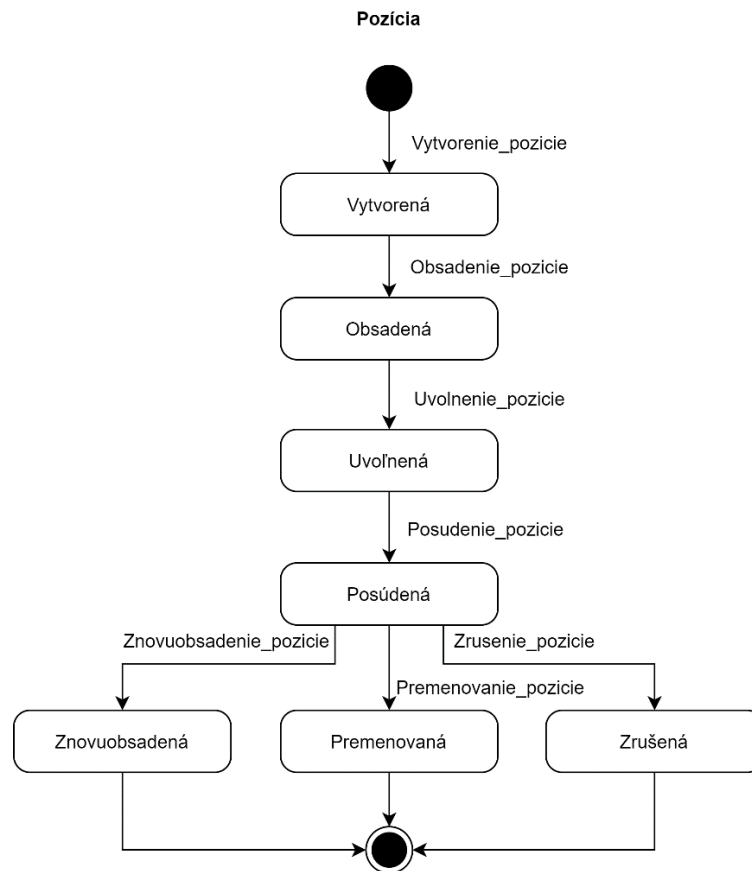 Pozícia
Vytvorenie_pozicie
Vytvorená
Obsadenie_pozicie
Obsadená
Uvolnenie_pozicie
Uvoľnená
Posudenie_pozicie
Posúdená
Znovuobsadenie_pozicie
Zrusenie_pozicie
Premenovanie_pozicie
Znovuobsadená
Premenovaná
Zrušená